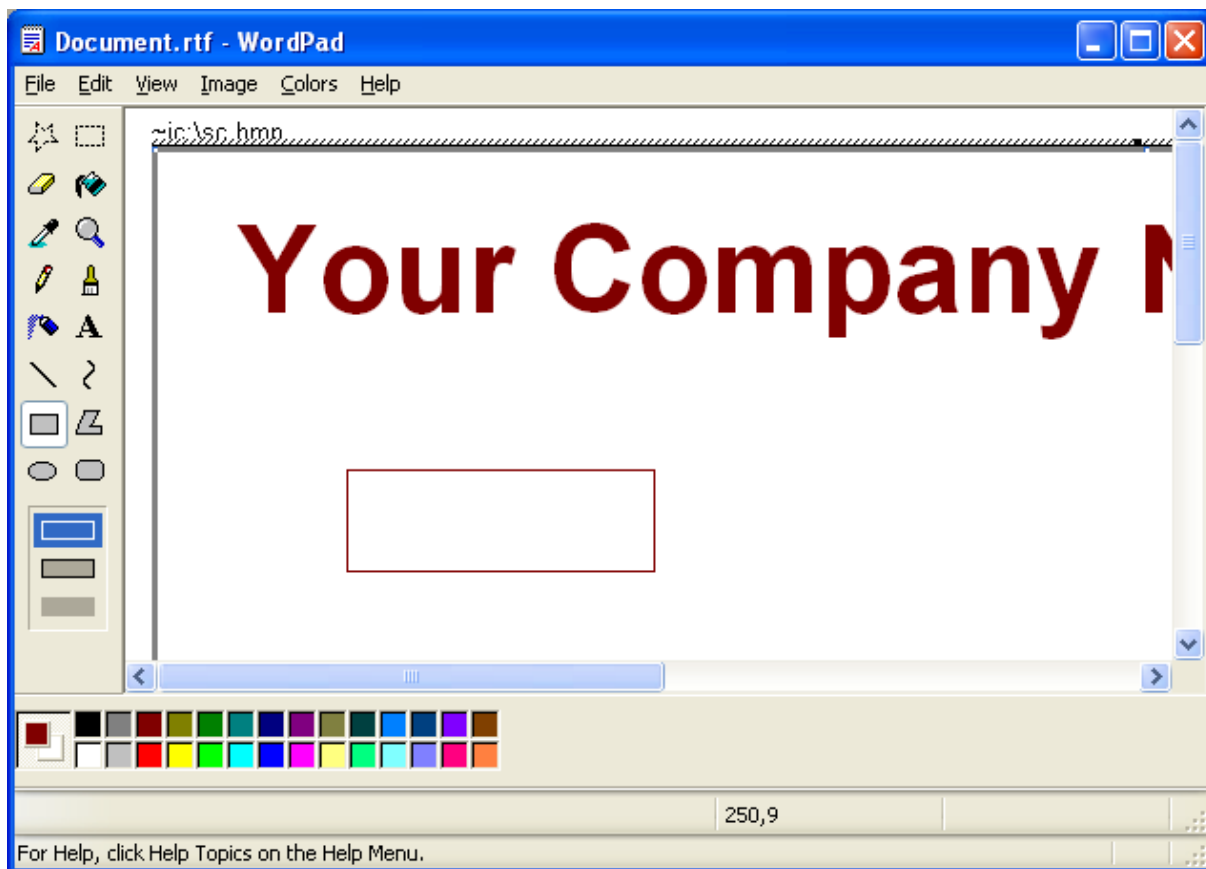 Document.rtf - WordPad
File Edit View Image Colors Help
Your Company
A
250,9
For Help, click Help Topics on the Help Menu.